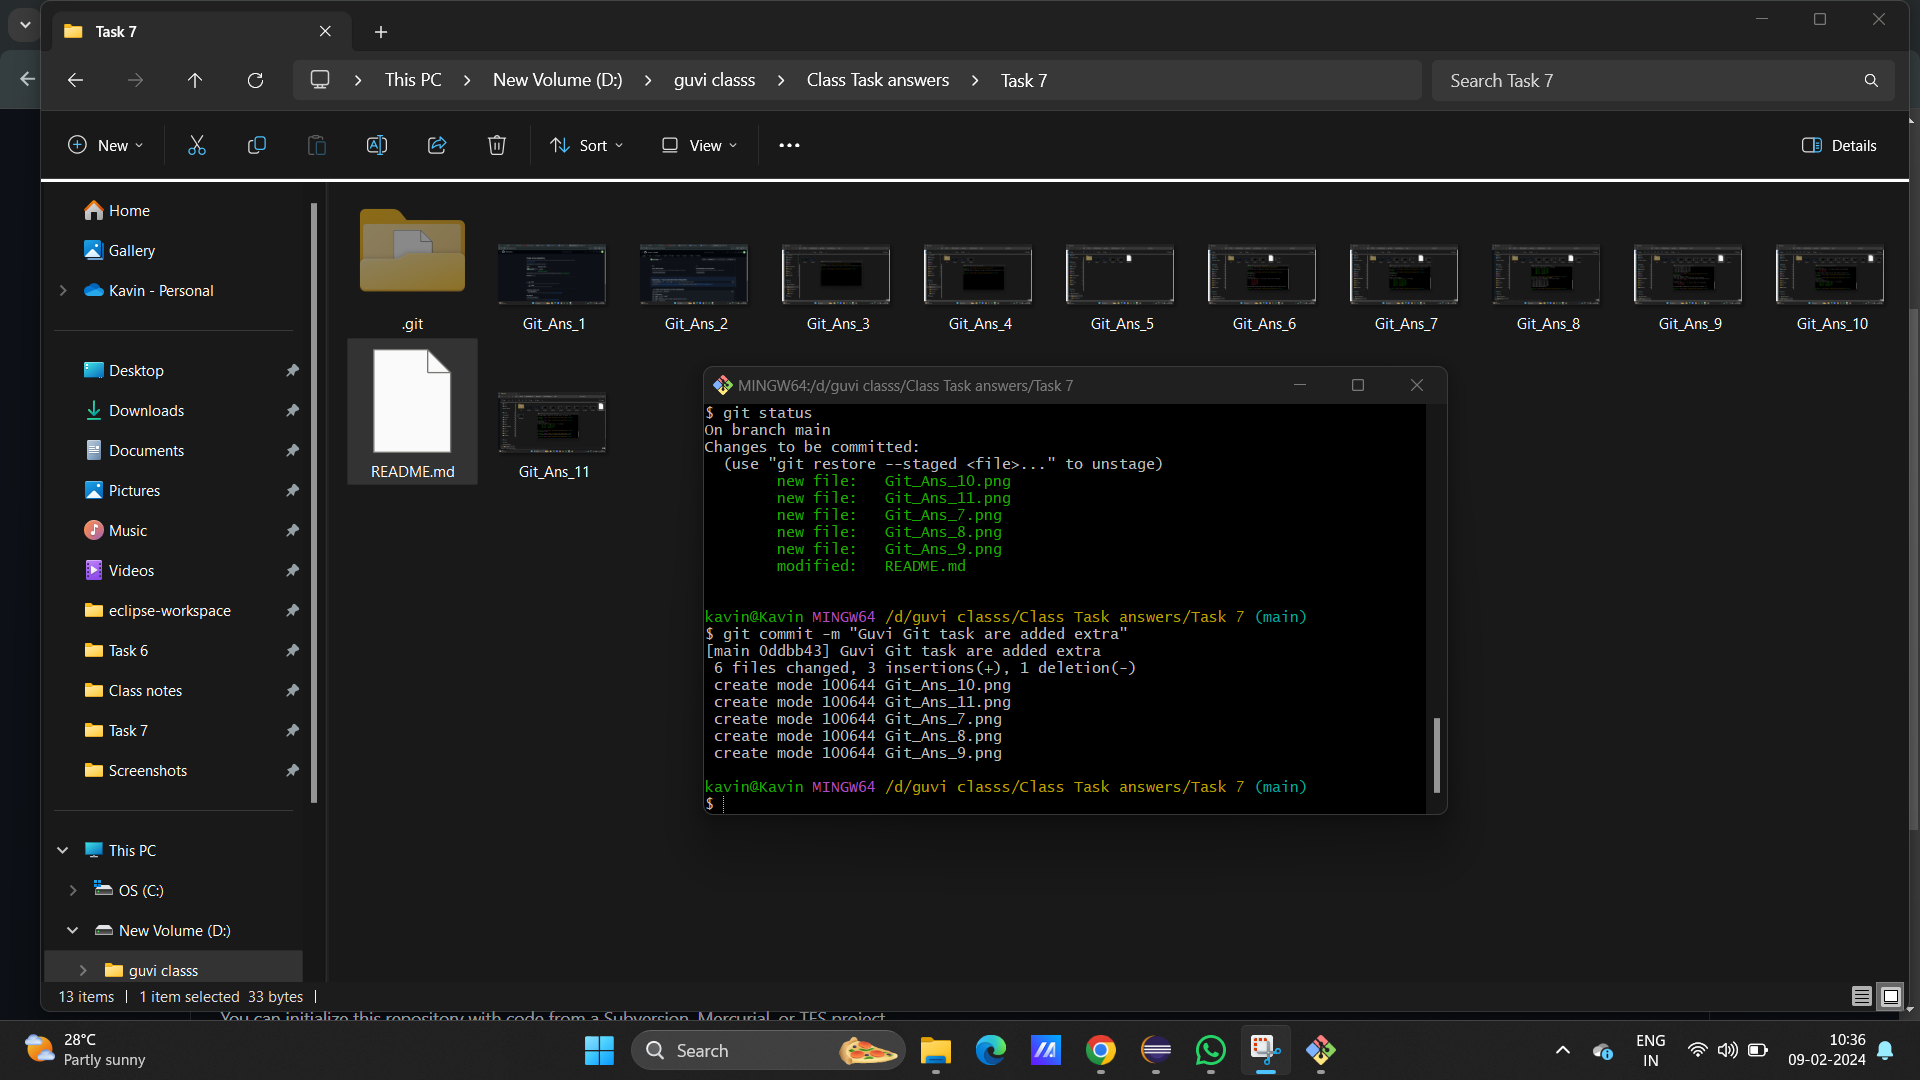 Task 7
This PC
New Volume (D:)
guvi classs
Class Task answers
Task 7
Search Task 7
New
Sort
View
Details
Home
Gallery
Kavin - Personal
Desktop
Downloads
Documents
Pictures
Music
Videos
eclipse-workspace
Task 6
Class notes
Task 7
Screenshots
This PC
OS (C:)
New Volume (D:)
guvi classs
.git
Git_Ans_1
Git_Ans_2
Git_Ans_3
Git_Ans_4
Git_Ans_5
Git_Ans_6
Git_Ans_7
Git_Ans_8
Git_Ans_9
Git_Ans_10
README.md
Git_Ans_11
MINGW64:/d/guvi classs/Class Task answers/Task 7
$ git status
On branch main
Changes to be committed:
(use "git restore --staged <file>..." to unstage)
new file: Git_Ans_10.png
new file: Git_Ans_11.png
new file: Git_Ans_7.png
new file: Git_Ans_8.png
new file: Git_Ans_9.png
modified: README.md
kavin@Kavin MINGW64 /d/guvi classs/Class Task answers/Task 7 (main)
$ git commit -m "Guvi Git task are added extra"
[main 0ddbb43] Guvi Git task are added extra
6 files changed, 3 insertions(+), 1 deletion(-)
create mode 100644 Git_Ans_10.png
create mode 100644 Git_Ans_11.png
create mode 100644 Git_Ans_7.png
create mode 100644 Git_Ans_8.png
create mode 100644 Git_Ans_9.png
kavin@Kavin MINGW64 /d/guvi classs/Class Task answers/Task 7 (main)
$
13 items | 1 item selected 33 bytes |
You can initialize this repository with code from a Subversion, Mercurial, or TFS project.
28°C
Partly sunny
Search
ENG
IN
10:36
09-02-2024